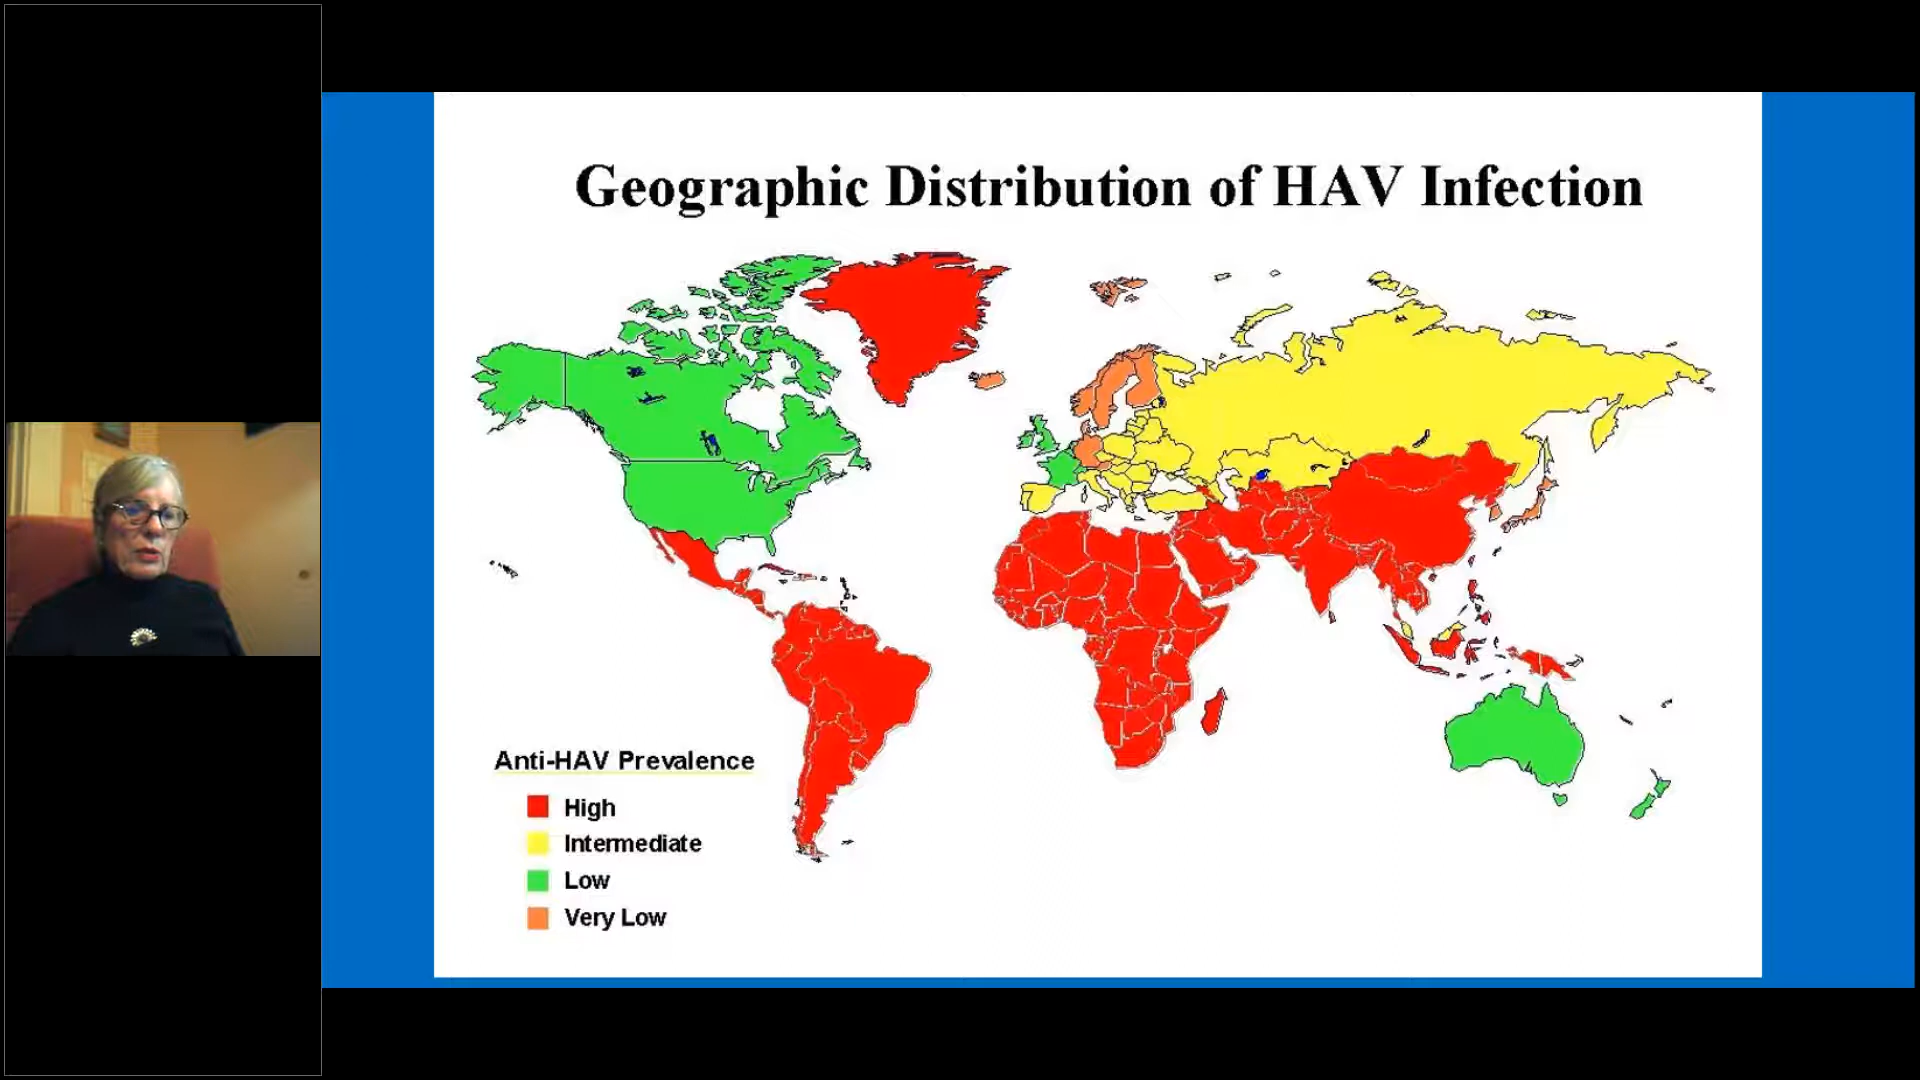 Geographic Distribution of HAV Infection
Anti-HAV Prevalence
High
Intermediate
Low
Very Low